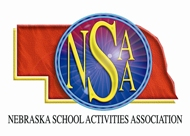 NSAA
NEBRASKA SCHOOL ACTIVITIES ASSOCIATION